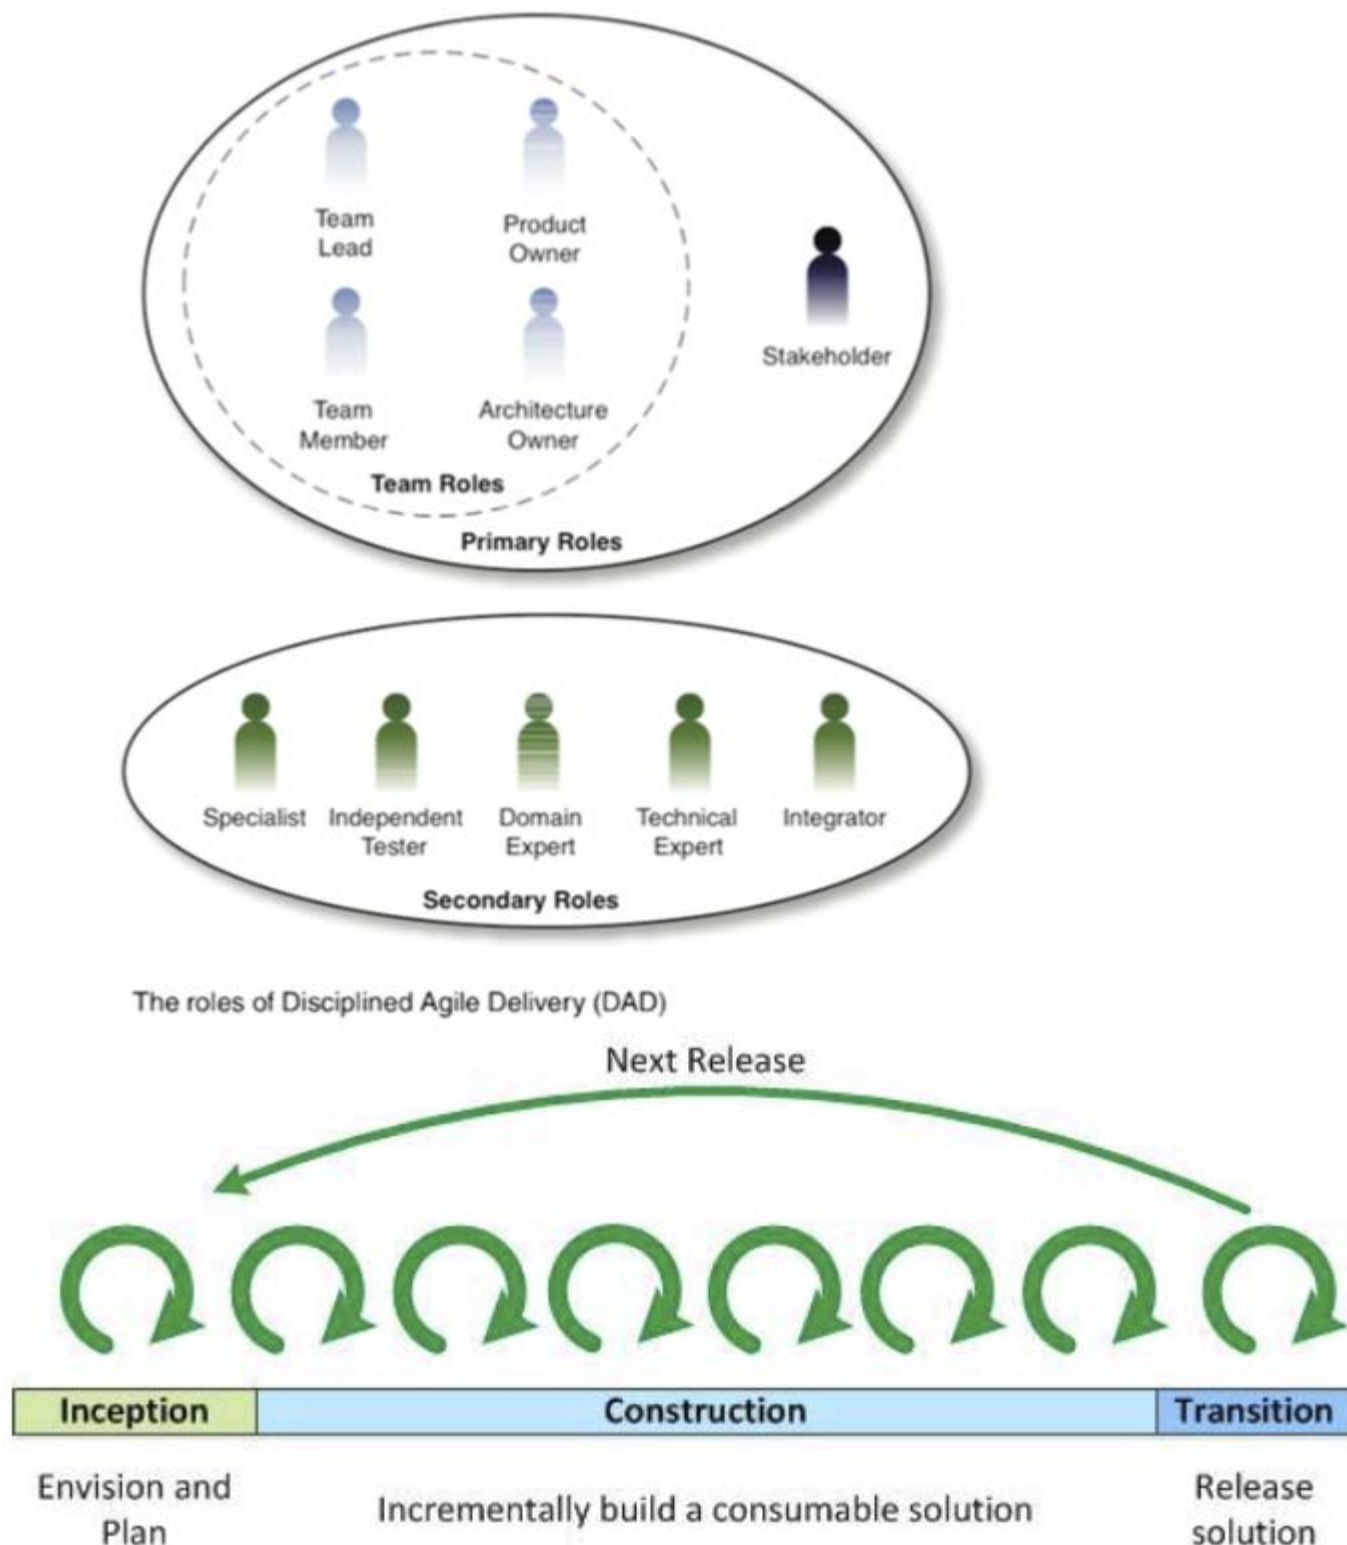 Team
Lead
Product
Owner
Stakeholder
Team
Member
Architecture
Owner
Team Roles
Primary Roles
Specialist
Independent
Tester
Domain
Expert
Technical
Expert
Integrator
Secondary Roles
The roles of Disciplined Agile Delivery (DAD)
Next Release
Inception
Construction
Transition
Envision and
Plan
Incrementally build a consumable solution
Release
solution